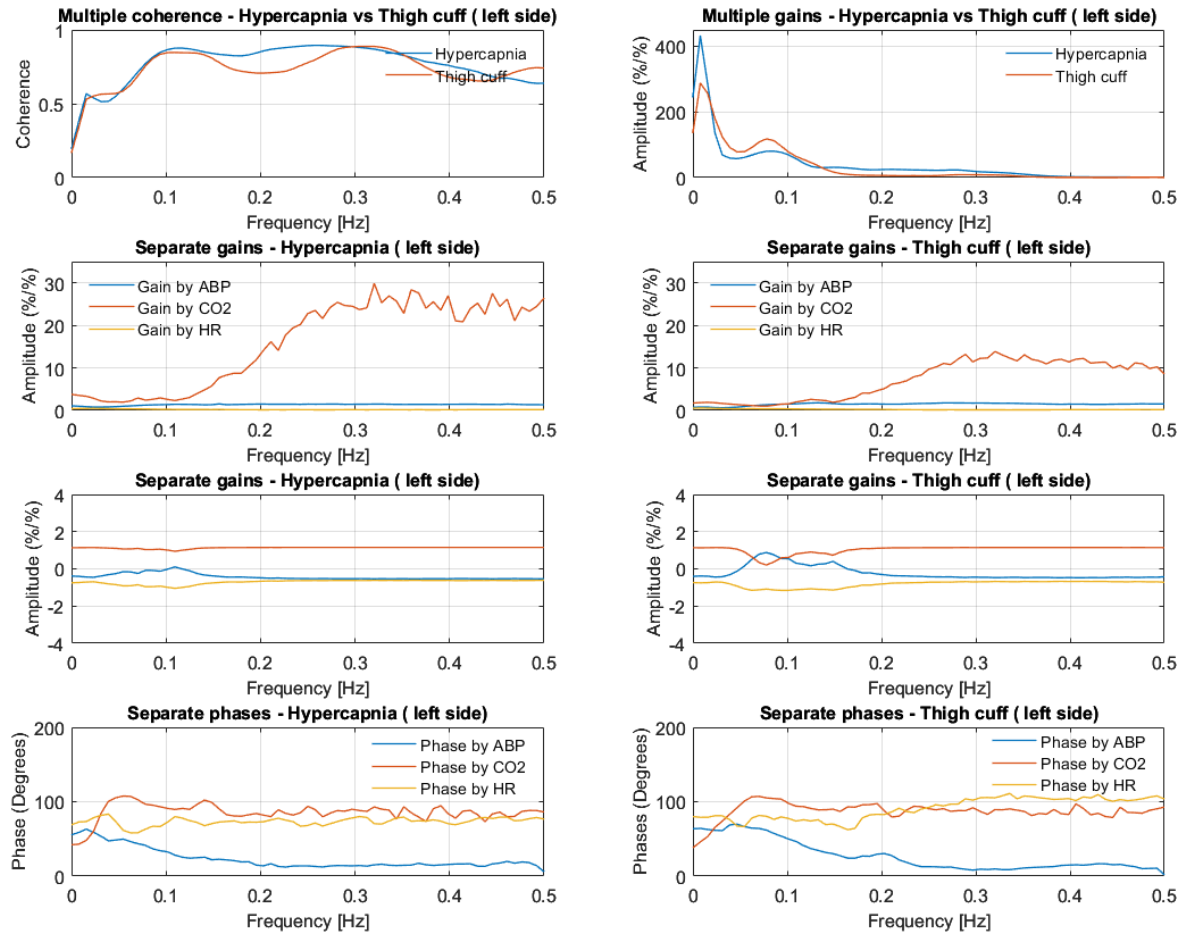 Multiple coherence - Hypercapnia vs Thigh cuff ( left side)
1
0.5
0
Coherence
Hypercapnia
Thigh cuff
0 0.1 0.2 0.3 0.4 0.5
Frequency [Hz]
Multiple gains - Hypercapnia vs Thigh cuff ( left side)
400
200
0
Amplitude (%/%)
Hypercapnia
Thigh cuff
0 0.1 0.2 0.3 0.4 0.5
Frequency [Hz]
Separate gains - Hypercapnia ( left side)
30
20
10
0
Amplitude (%/%)
Gain by ABP
Gain by CO2
Gain by HR
0 0.1 0.2 0.3 0.4 0.5
Frequency [Hz]
Separate gains - Thigh cuff ( left side)
30
20
10
0
Amplitude (%/%)
Gain by ABP
Gain by CO2
Gain by HR
0 0.1 0.2 0.3 0.4 0.5
Frequency [Hz]
Separate gains - Hypercapnia ( left side)
4
2
0
-2
-4
Amplitude (%/%)
0 0.1 0.2 0.3 0.4 0.5
Frequency [Hz]
Separate gains - Thigh cuff ( left side)
4
2
0
-2
-4
Amplitude (%/%)
0 0.1 0.2 0.3 0.4 0.5
Frequency [Hz]
Separate phases - Hypercapnia ( left side)
200
100
0
Phase (Degrees)
Phase by ABP
Phase by CO2
Phase by HR
0 0.1 0.2 0.3 0.4 0.5
Frequency [Hz]
Separate phases - Thigh cuff ( left side)
200
100
0
Phases (Degrees)
Phase by ABP
Phase by CO2
Phase by HR
0 0.1 0.2 0.3 0.4 0.5
Frequency [Hz]